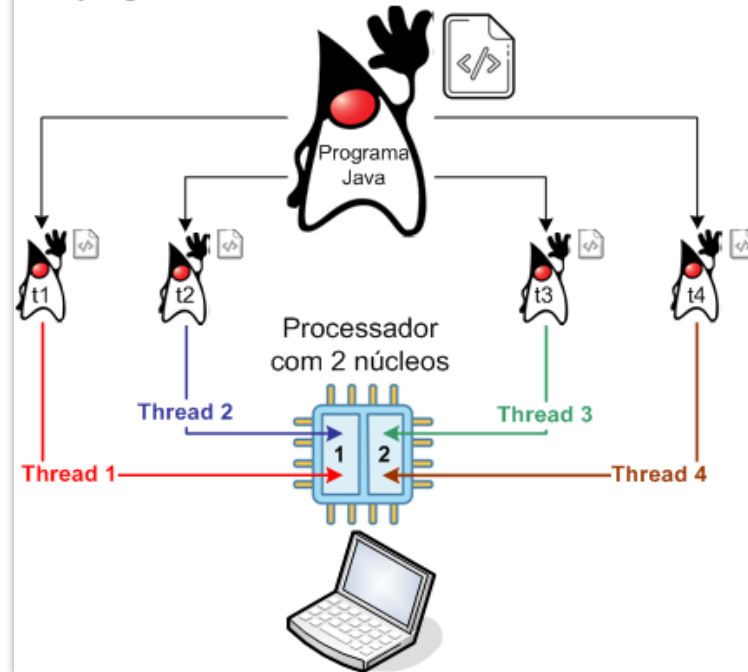 </>
Programa
Java
</>
</>
</>
</>
t1
t2
t3
t4
Processador
com 2 núcleos
Thread 2
Thread 3
1
2
Thread 1
Thread 4